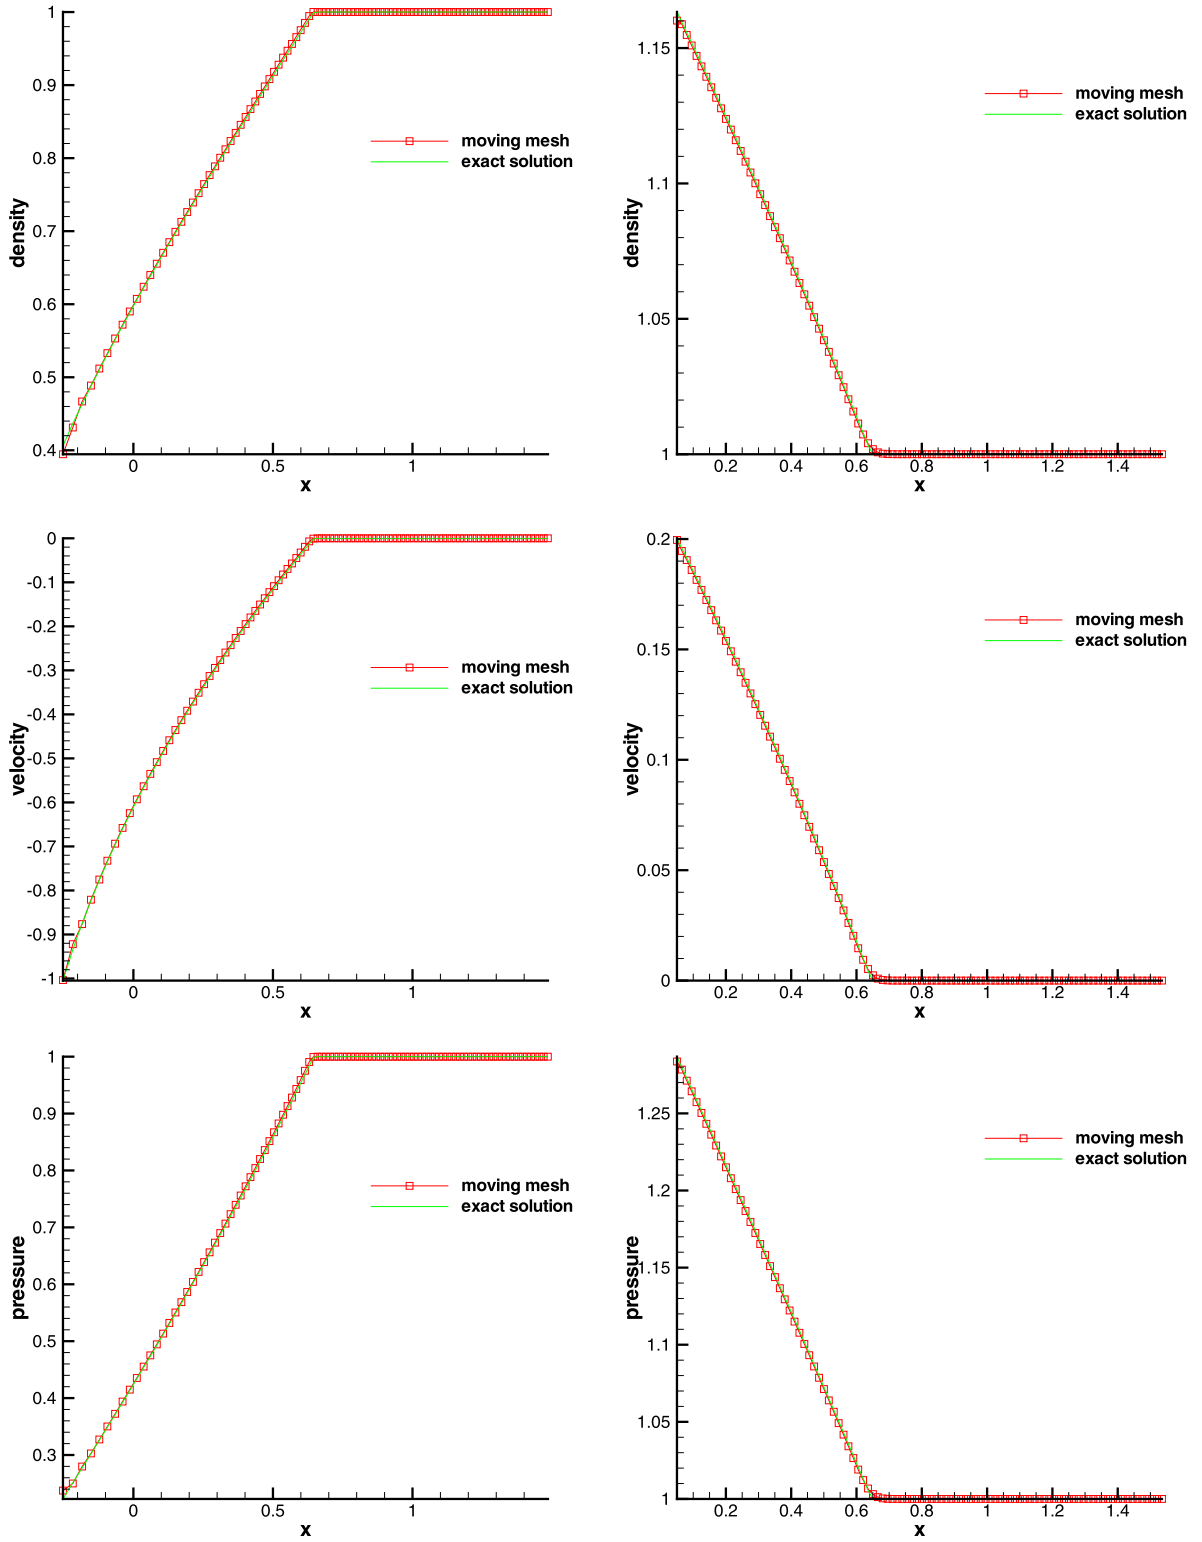 1
0.9
0.8
0.7
0.6
0.5
0.4
density
0
0.5
1
x
moving mesh
exact solution
1.15
1.1
1.05
1
density
0.2
0.4
0.6
0.8
1
1.2
1.4
x
moving mesh
exact solution
0
-0.1
-0.2
-0.3
-0.4
-0.5
-0.6
-0.7
-0.8
-0.9
-1
velocity
0
0.5
1
x
moving mesh
exact solution
0.2
0.15
0.1
0.05
0
velocity
0.2
0.4
0.6
0.8
1
1.2
1.4
x
moving mesh
exact solution
1
0.9
0.8
0.7
0.6
0.5
0.4
0.3
pressure
0
0.5
1
x
moving mesh
exact solution
1.25
1.2
1.15
1.1
1.05
1
pressure
0.2
0.4
0.6
0.8
1
1.2
1.4
x
moving mesh
exact solution